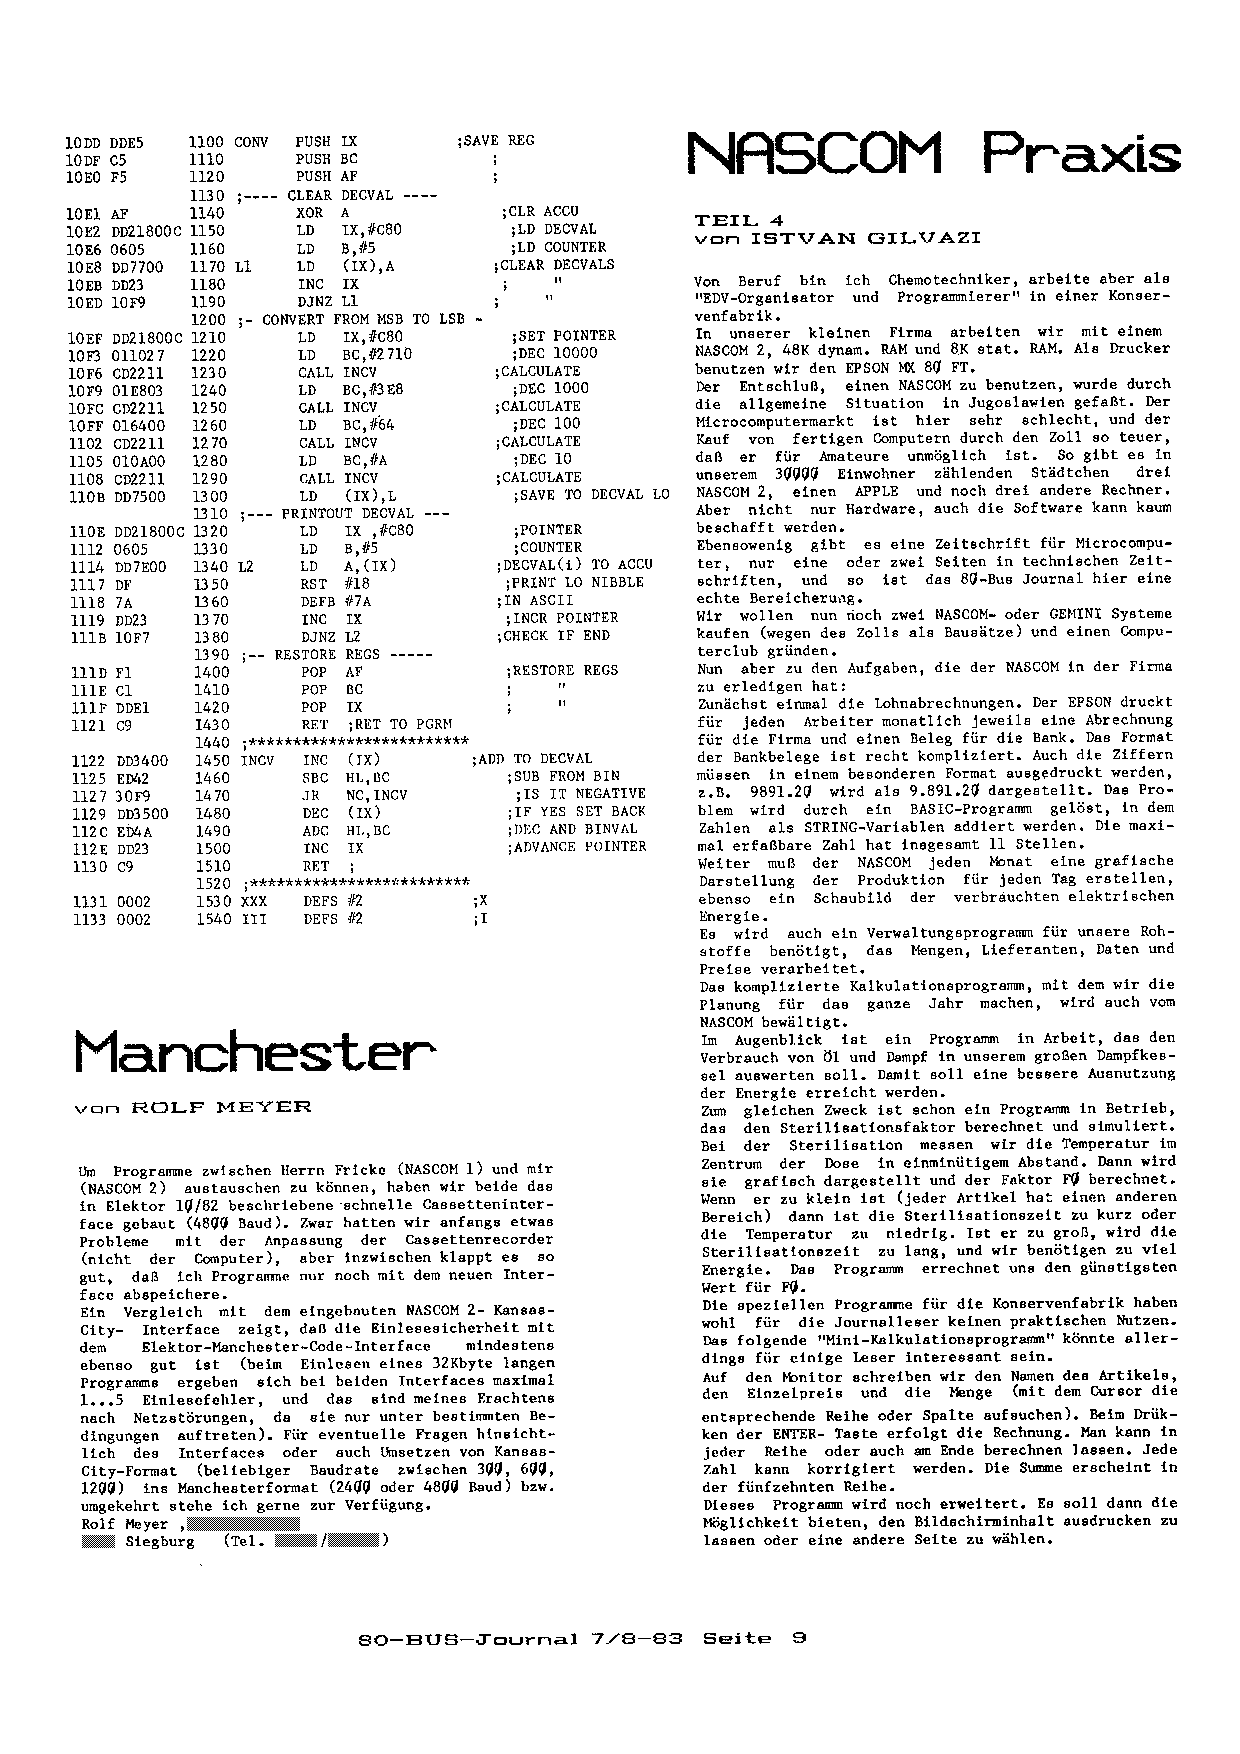 10DD DDE5 1100 CONV PUSH IX ;SAVE REG
10DF C5 1110 PUSH BC ;
10E0 F5 1120 PUSH AF ;
1130 ;---- CLEAR DECVAL ----
10E1 AF 1140 XOR A ;CLR ACCU
10E2 DD21800C 1150 LD IX,#C80 ;LD DECVAL
10E6 0605 1160 LD B,#5 ;LD COUNTER
10E8 DD7700 1170 L1 LD (IX),A ;CLEAR DECVALS
10EB DD23 1180 INC IX ; "
10ED 10F9 1190 DJNZ L1 ; "
1200 ;- CONVERT FROM MSB TO LSB -
10EF DD21800C 1210 LD IX,#C80 ;SET POINTER
10F3 011027 1220 LD BC,#2710 ;DEC 10000
10F6 CD2211 1230 CALL INCV ;CALCULATE
10F9 01E803 1240 LD BC,#3E8 ;DEC 1000
10FC CD2211 1250 CALL INCV ;CALCULATE
10FF 016400 1260 LD BC,#64 ;DEC 100
1102 CD2211 1270 CALL INCV ;CALCULATE
1105 010A00 1280 LD BC,#A ;DEC 10
1108 CD2211 1290 CALL INCV ;CALCULATE
110B DD7500 1300 LD (IX),L ;SAVE TO DECVAL LO
1310 ;--- PRINTOUT DECVAL ---
110E DD21800C 1320 LD IX ,#C80 ;POINTER
1112 0605 1330 LD B,#5 ;COUNTER
1114 DD7E00 1340 L2 LD A,(IX) ;DECVAL(i) TO ACCU
1117 DF 1350 RST #18 ;PRINT LO NIBBLE
1118 7A 1360 DEFB #7A ;IN ASCII
1119 DD23 1370 INC IX ;INCR POINTER
111B 10F7 1380 DJNZ L2 ;CHECK IF END
1390 ;-- RESTORE REGS -----
111D F1 1400 POP AF ;RESTORE REGS
111E C1 1410 POP BC ; "
111F DDE1 1420 POP IX ; "
1121 C9 1430 RET ;RET TO PGRM
1440 ;*************************
1122 DD3400 1450 INCV INC (IX) ;ADD TO DECVAL
1125 ED42 1460 SBC HL,BC ;SUB FROM BIN
1127 30F9 1470 JR NC,INCV ;IS IT NEGATIVE
1129 DD3500 1480 DEC (IX) ;IF YES SET BACK
112C ED4A 1490 ADC HL,BC ;DEC AND BINVAL
112E DD23 1500 INC IX ;ADVANCE POINTER
1130 C9 1510 RET ;
1520 ;*************************
1131 0002 1530 XXX DEFS #2 ;X
1133 0002 1540 III DEFS #2 ;I
Manchester
von ROLF MEYER
Um Programme zwischen Herrn Fricke (NASCOM 1) und mir
(NASCOM 2) austauschen zu können, haben wir beide das
in Elektor 10/82 beschriebene schnelle Cassetteninter-
face gebaut (4800 Baud). Zwar hatten wir anfangs etwas
Probleme mit der Anpassung der Cassettenrecorder
(nicht der Computer), aber inzwischen klappt es so
gut, daß ich Programme nur noch mit dem neuen Inter-
face abspeichere.
Ein Vergleich mit dem eingebauten NASCOM 2- Kansas-
City- Interface zeigt, daß die Einlesesicherheit mit
dem Elektor-Manchester-Code-Interface mindestens
ebenso gut ist (beim Einlesen eines 32Kbyte langen
Programms ergeben sich bei beiden Interfaces maximal
1...5 Einlesefehler, und das sind meines Erachtens
nach Netzstörungen, da sie nur unter bestimmten Be-
dingungen auftreten). Für eventuelle Fragen hinsicht-
lich des Interfaces oder auch Umsetzen von Kansas-
City-Format (beliebiger Baudrate zwischen 300, 600,
1200) ins Manchesterformat (2400 oder 4800 Baud) bzw.
umgekehrt stehe ich gerne zur Verfügung.
Rolf Meyer ,
Siegburg (Tel. / )
NASCOM Praxis
TEIL 4
von ISTVAN GILVAZI
Von Beruf bin ich Chemotechniker, arbeite aber als
"EDV-Organisator und Programmierer" in einer Konser-
venfabrik.
In unserer kleinen Firma arbeiten wir mit einem
NASCOM 2, 48K dynam. RAM und 8K stat. RAM. Als Drucker
benutzen wir den EPSON MX 80 FT.
Der Entschluß, einen NASCOM zu benutzen, wurde durch
die allgemeine Situation in Jugoslawien gefaßt. Der
Microcomputermarkt ist hier sehr schlecht, und der
Kauf von fertigen Computern durch den Zoll so teuer,
daß er für Amateure unmöglich ist. So gibt es in
unserem 30000 Einwohner zählenden Städtchen drei
NASCOM 2, einen APPLE und noch drei andere Rechner.
Aber nicht nur Hardware, auch die Software kann kaum
beschafft werden.
Ebensowenig gibt es eine Zeitschrift für Microcompu-
ter, nur eine oder zwei Seiten in technischen Zeit-
schriften, und so ist das 80-Bus Journal hier eine
echte Bereicherung.
Wir wollen nun noch zwei NASCOM- oder GEMINI Systeme
kaufen (wegen des Zolls als Bausätze) und einen Compu-
terclub gründen.
Nun aber zu den Aufgaben, die der NASCOM in der Firma
zu erledigen hat:
Zunächst einmal die Lohnabrechnungen. Der EPSON druckt
für jeden Arbeiter monatlich jeweils eine Abrechnung
für die Firma und einen Beleg für die Bank. Das Format
der Bankbelege ist recht kompliziert. Auch die Ziffern
müssen in einem besonderen Format ausgedruckt werden,
z.B. 9891.20 wird als 9.891.20 dargestellt. Das Pro-
blem wird durch ein BASIC-Programm gelöst, in dem
Zahlen als STRING-Variablen addiert werden. Die maxi-
mal erfaßbare Zahl hat insgesamt 11 Stellen.
Weiter muß der NASCOM jeden Monat eine grafische
Darstellung der Produktion für jeden Tag erstellen,
ebenso ein Schaubild der verbrauchten elektrischen
Energie.
Es wird auch ein Verwaltungsprogramm für unsere Roh-
stoffe benötigt, das Mengen, Lieferanten, Daten und
Preise verarbeitet.
Das komplizierte Kalkulationsprogramm, mit dem wir die
Planung für das ganze Jahr machen, wird auch vom
NASCOM bewältigt.
Im Augenblick ist ein Programm in Arbeit, das den
Verbrauch von Öl und Dampf in unserem großen Dampfkes-
sel auswerten soll. Damit soll eine bessere Ausnutzung
der Energie erreicht werden.
Zum gleichen Zweck ist schon ein Programm in Betrieb,
das den Sterilisationsfaktor berechnet und simuliert.
Bei der Sterilisation messen wir die Temperatur im
Zentrum der Dose in einminütigem Abstand. Dann wird
sie grafisch dargestellt und der Faktor F0 berechnet.
Wenn er zu klein ist (jeder Artikel hat einen anderen
Bereich) dann ist die Sterilisationszeit zu kurz oder
die Temperatur zu niedrig. Ist er zu groß, wird die
Sterilisationszeit zu lang, und wir benötigen zu viel
Energie. Das Programm errechnet uns den günstigsten
Wert für F0.
Die speziellen Programme für die Konservenfabrik haben
wohl für die Journalleser keinen praktischen Nutzen.
Das folgende "Mini-Kalkulationsprogramm" könnte aller-
dings für einige Leser interessant sein.
Auf den Monitor schreiben wir den Namen des Artikels,
den Einzelpreis und die Menge (mit dem Cursor die
entsprechende Reihe oder Spalte aufsuchen). Beim Drük-
ken der ENTER- Taste erfolgt die Rechnung. Man kann in
jeder Reihe oder auch am Ende berechnen lassen. Jede
Zahl kann korrigiert werden. Die Summe erscheint in
der fünfzehnten Reihe.
Dieses Programm wird noch erweitert. Es soll dann die
Möglichkeit bieten, den Bildschirminhalt ausdrucken zu
lassen oder eine andere Seite zu wählen.
80-BUS-Journal 7/8-83 Seite 9